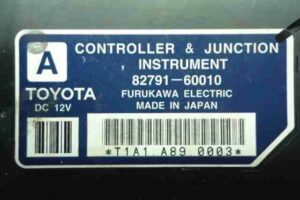 A
CONTROLLER & JUNCTION
INSTRUMENT
82791-60010
TOYOTA
FURUKAWA ELECTRIC
DC 12V
MADE IN JAPAN
*T1A1 A89 0003*